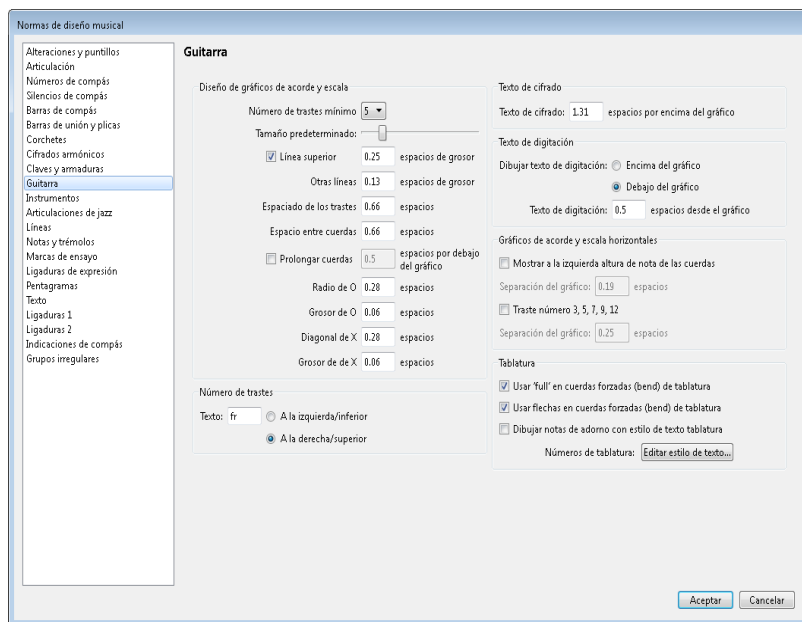 Normas de diseño musical
Alteraciones y puntillos
Articulación
Números de compás
Silencios de compás
Barras de compás
Barras de unión y plicas
Corchetes
Cifrados armónicos
Claves y armaduras
Guitarra
Instrumentos
Articulaciones de jazz
Líneas
Notas y trémolos
Marcas de ensayo
Ligaduras de expresión
Pentagramas
Texto
Ligaduras 1
Ligaduras 2
Indicaciones de compás
Grupos irregulares
Guitarra
Diseño de gráficos de acorde y escala
Número de trastes mínimo 5
Tamaño predeterminado:
Línea superior 0.25 espacios de grosor
Otras líneas 0.13 espacios de grosor
Espaciado de los trastes 0.66 espacios
Espacio entre cuerdas 0.66 espacios
Prolongar cuerdas 0.5 espacios por debajo
del gráfico
Radio de O 0.28 espacios
Grosor de O 0.06 espacios
Diagonal de X 0.28 espacios
Grosor de de X 0.06 espacios
Número de trastes
Texto: fr A la izquierda/inferior
A la derecha/superior
Texto de cifrado
Texto de cifrado: 1.31 espacios por encima del gráfico
Texto de digitación
Dibujar texto de digitación: Encima del gráfico
Debajo del gráfico
Texto de digitación: 0.5 espacios desde el gráfico
Gráficos de acorde y escala horizontales
Mostrar a la izquierda altura de nota de las cuerdas
Separación del gráfico: 0.19 espacios
Traste número 3, 5, 7, 9, 12
Separación del gráfico: 0.25 espacios
Tablatura
Usar 'full' en cuerdas forzadas (bend) de tablatura
Usar flechas en cuerdas forzadas (bend) de tablatura
Dibujar notas de adorno con estilo de texto tablatura
Números de tablatura: Editar estilo de texto...
Aceptar Cancelar